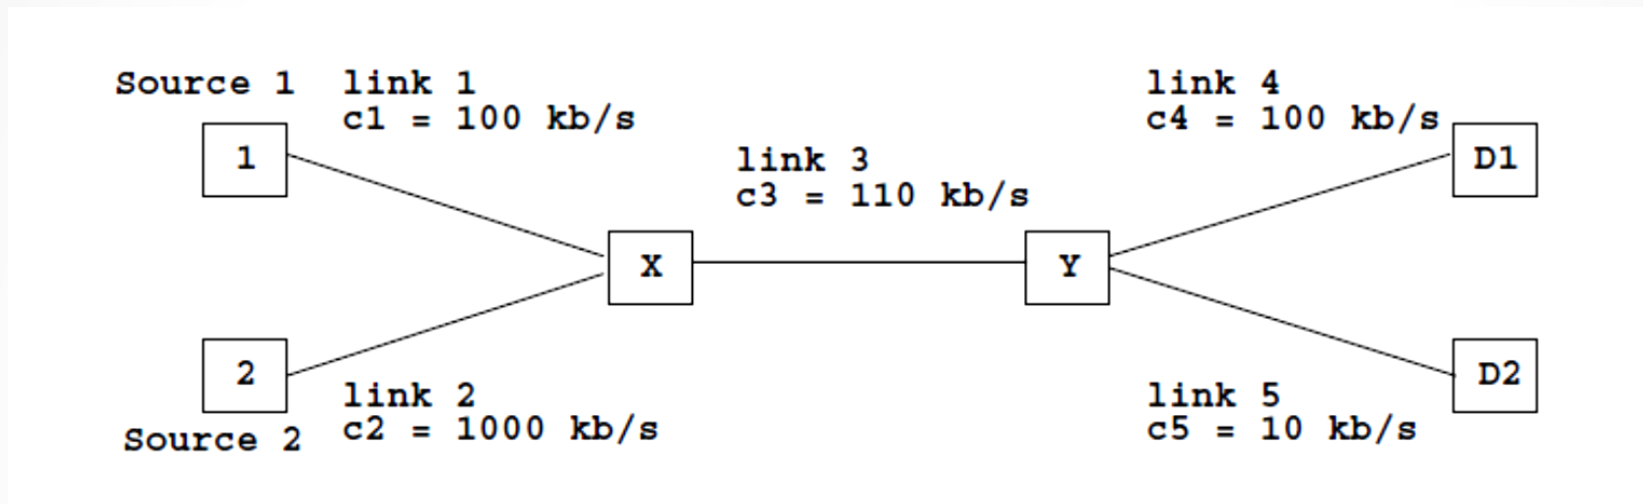 Source 1
link 1
c1 = 100 kb/s
link 4
c4 = 100 kb/s
1
D1
link 3
c3 = 110 kb/s
X
Y
2
D2
link 2
c2 = 1000 kb/s
Source 2
link 5
c5 = 10 kb/s